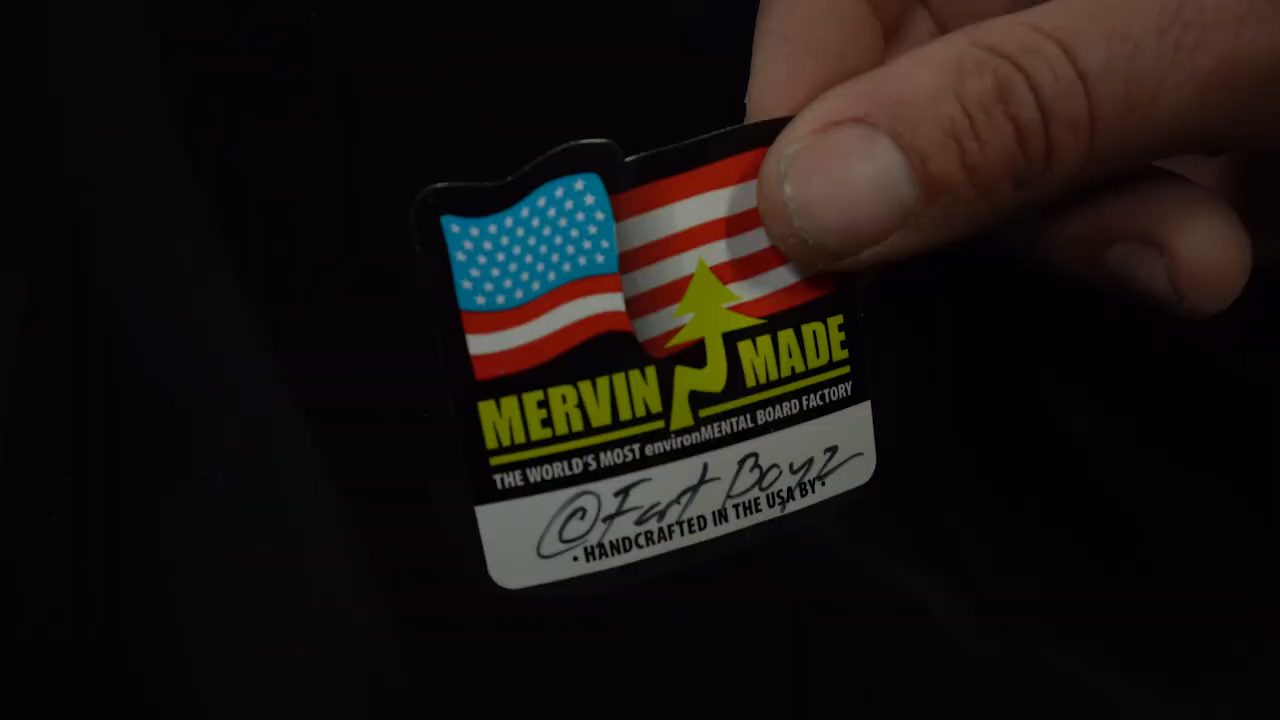 MERVIN MADE
THE WORLD'S MOST environMENTAL BOARD FACTORY
@Fart Boyz
• HANDCRAFTED IN THE USA BY •